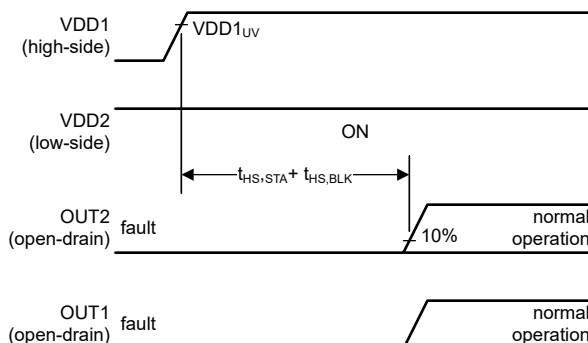 VDD1
(high-side)
VDD1UV
VDD2
(low-side)
ON
tHS,STA+ tHS,BLK
OUT2
(open-drain)
fault
10%
normal
operation
OUT1
(open-drain)
fault
normal
operation